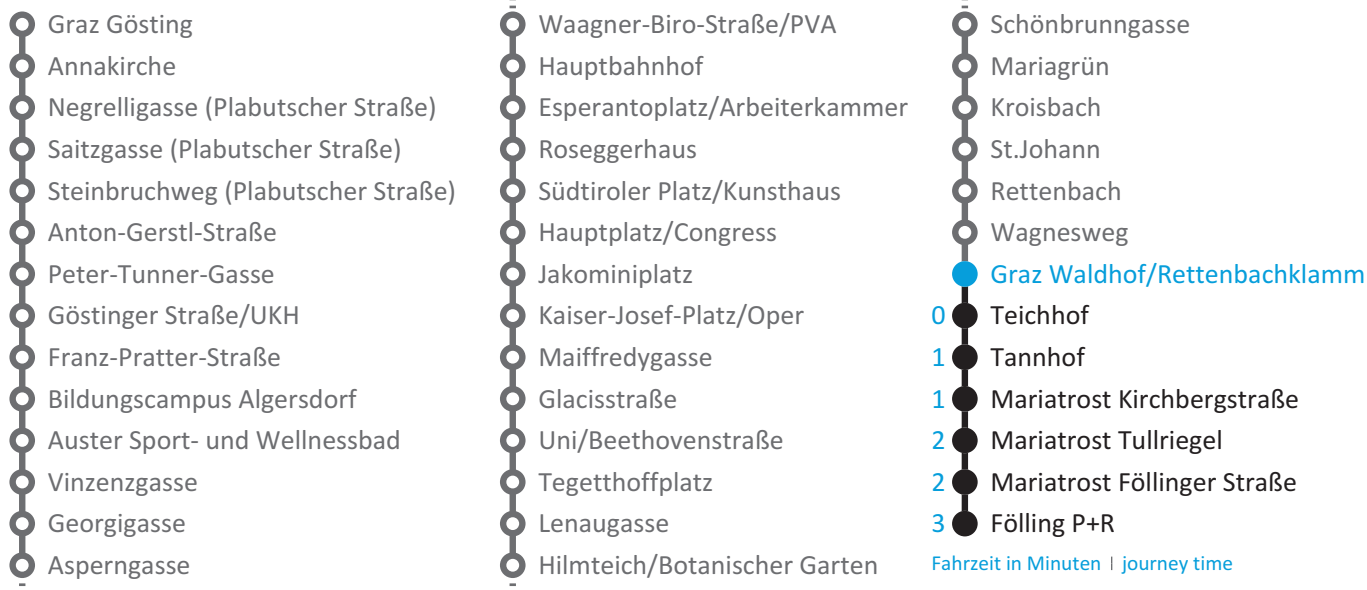 Graz Gösting
Annakirche
Negrelligasse (Plabutscher Straße)
Saitzgasse (Plabutscher Straße)
Steinbruchweg (Plabutscher Straße)
Anton-Gerstl-Straße
Peter-Tunner-Gasse
Göstinger Straße/UKH
Franz-Pratter-Straße
Bildungscampus Algersdorf
Auster Sport- und Wellnessbad
Vinzenzgasse
Georgigasse
Asperngasse
Waagner-Biro-Straße/PVA
Hauptbahnhof
Esperantoplatz/Arbeiterkammer
Roseggerhaus
Südtiroler Platz/Kunsthaus
Hauptplatz/Congress
Jakominiplatz
Kaiser-Josef-Platz/Oper
Maiffredygasse
Glacisstraße
Uni/Beethovenstraße
Tegetthoffplatz
Lenaugasse
Hilmteich/Botanischer Garten
Schönbrunngasse
Mariagrün
Kroisbach
St.Johann
Rettenbach
Wagnesweg
Graz Waldhof/Rettenbachklamm
0 Teichhof
1 Tannhof
1 Mariatrost Kirchbergstraße
2 Mariatrost Tullriegel
2 Mariatrost Föllinger Straße
3 Fölling P+R
Fahrzeit in Minuten | journey time